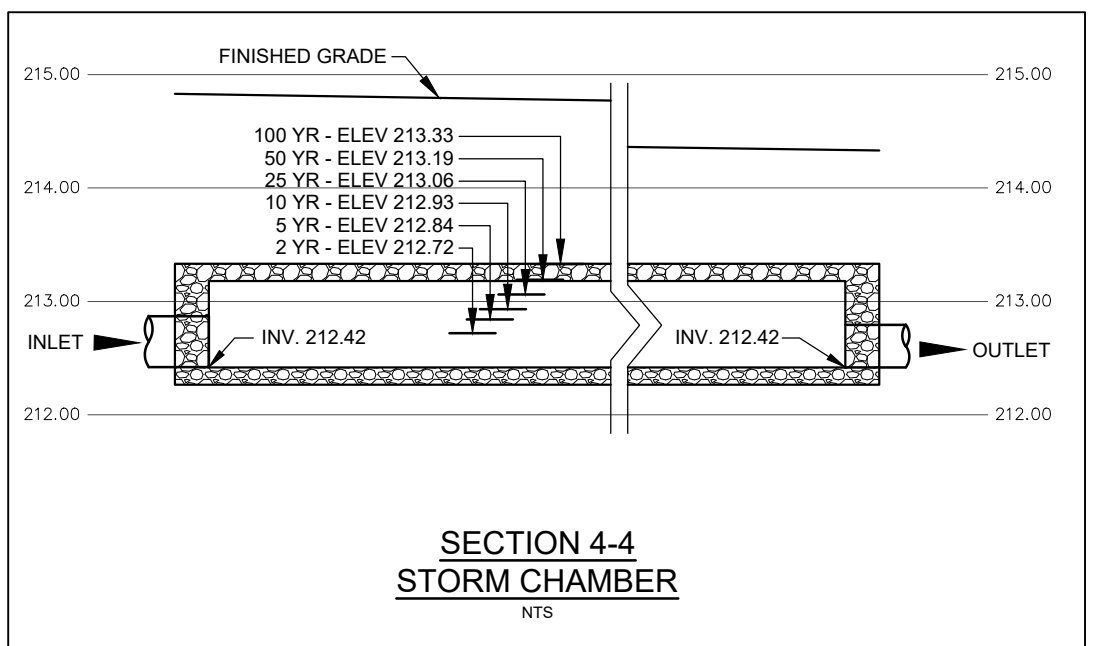 FINISHED GRADE
215.00 215.00
100 YR - ELEV 213.33
50 YR - ELEV 213.19
25 YR - ELEV 213.06
214.00 214.00
10 YR - ELEV 212.93
5 YR - ELEV 212.84
2 YR - ELEV 212.72
213.00 213.00
INLET INV. 212.42 INV. 212.42 OUTLET
212.00 212.00
SECTION 4-4
STORM CHAMBER
NTS